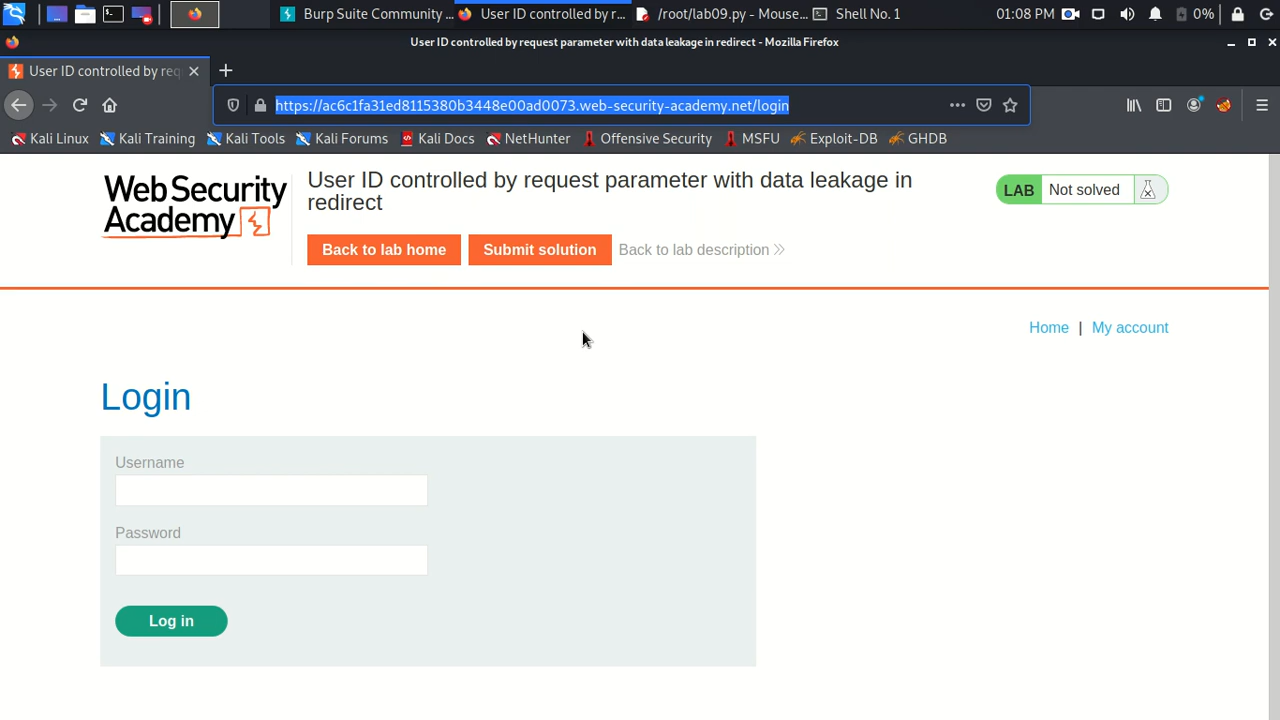 Burp Suite Community ...
User ID controlled by r...
/root/lab09.py - Mouse...
Shell No. 1
01:08 PM
0%
User ID controlled by request parameter with data leakage in redirect - Mozilla Firefox
User ID controlled by req
https://ac6c1fa31ed8115380b3448e00ad0073.web-security-academy.net/login
Kali Linux
Kali Training
Kali Tools
Kali Forums
Kali Docs
NetHunter
Offensive Security
MSFU
Exploit-DB
GHDB
WebSecurity
Academy
User ID controlled by request parameter with data leakage in
redirect
LAB Not solved
Back to lab home
Submit solution
Back to lab description
Home | My account
Login
Username
Password
Log in